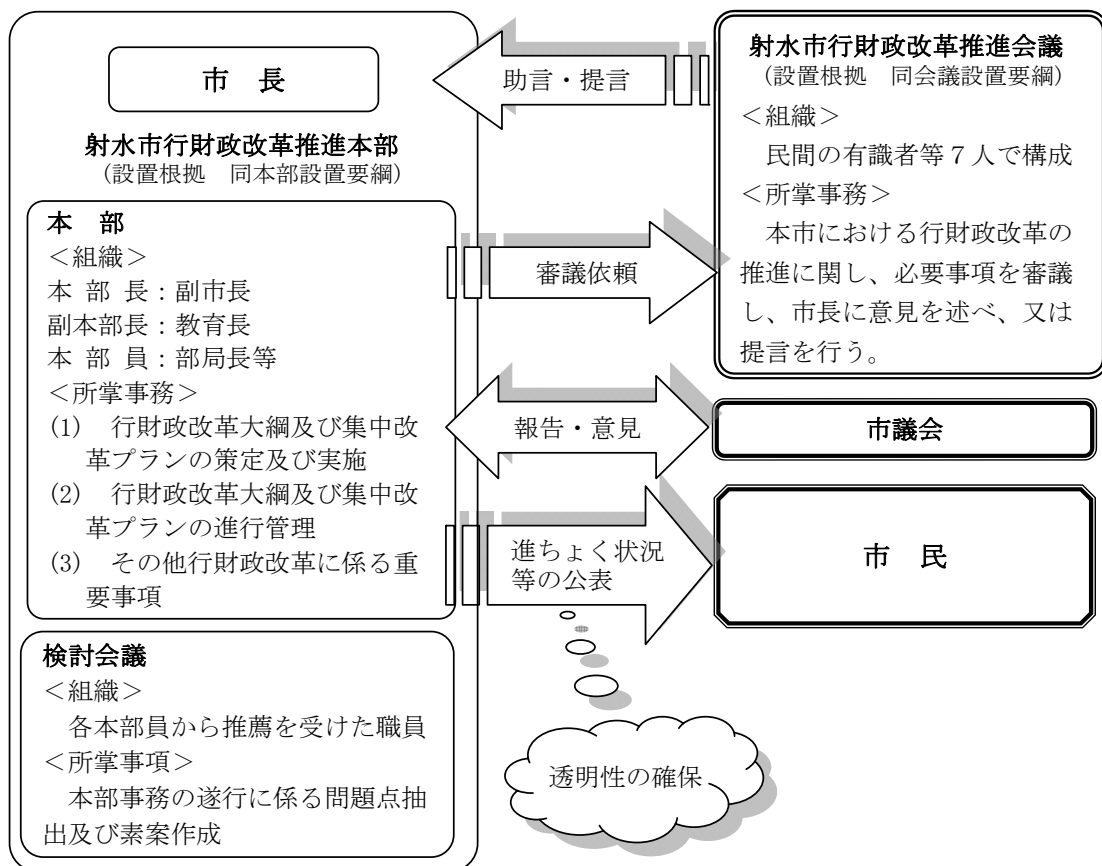 市　長
射水市行財政改革推進本部
(設置根拠　同本部設置要綱)
本　部
＜組織＞
本 部 長：副市長
副本部長：教育長
本 部 員：部局長等
＜所掌事務＞
(1)　行財政改革大綱及び集中改
革プランの策定及び実施
(2)　行財政改革大綱及び集中改
革プランの進行管理
(3)　その他行財政改革に係る重
要事項
検討会議
＜組織＞
各本部員から推薦を受けた職員
＜所掌事項＞
本部事務の遂行に係る問題点抽
出及び素案作成
助言・提言
審議依頼
報告・意見
進ちょく状況
等の公表
透明性の確保
射水市行財政改革推進会議
(設置根拠　同会議設置要綱)
＜組織＞
民間の有識者等７人で構成
＜所掌事務＞
本市における行財政改革の
推進に関し、必要事項を審議
し、市長に意見を述べ、又は
提言を行う。
市議会
市　民